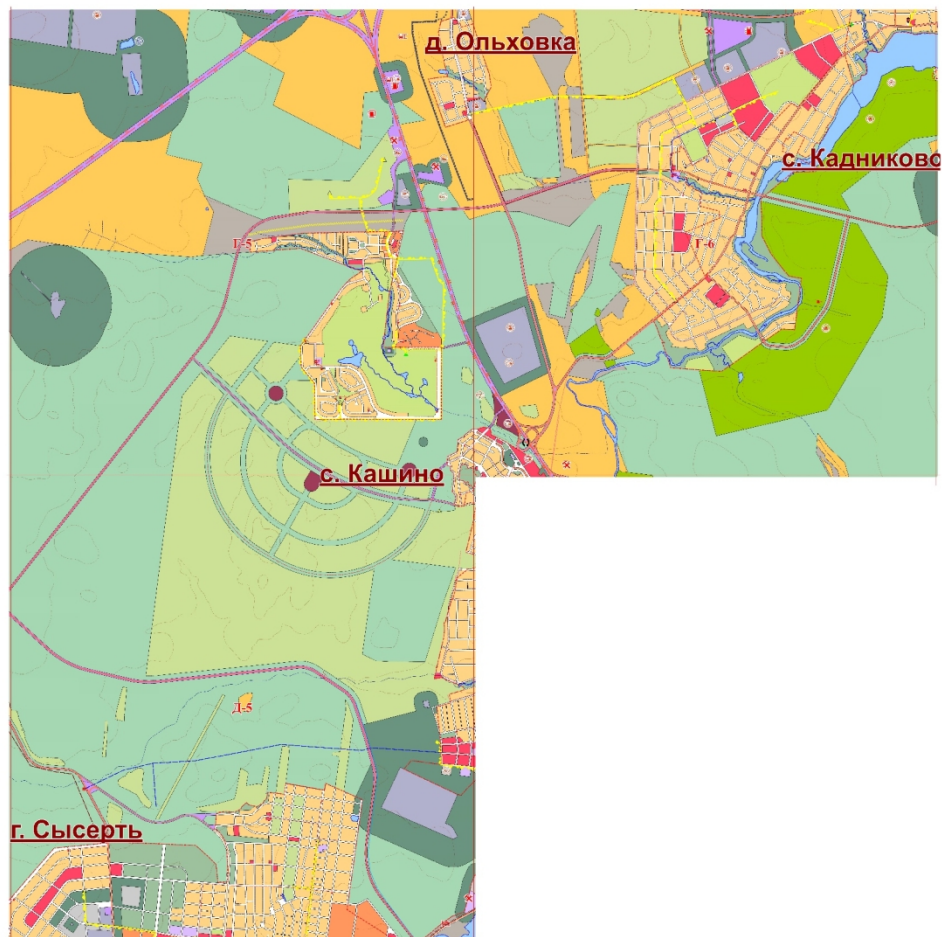 д. Ольховка
с. Кадниково
Г-5
Г-6
с. Кашино
Д-5
г. Сысерть